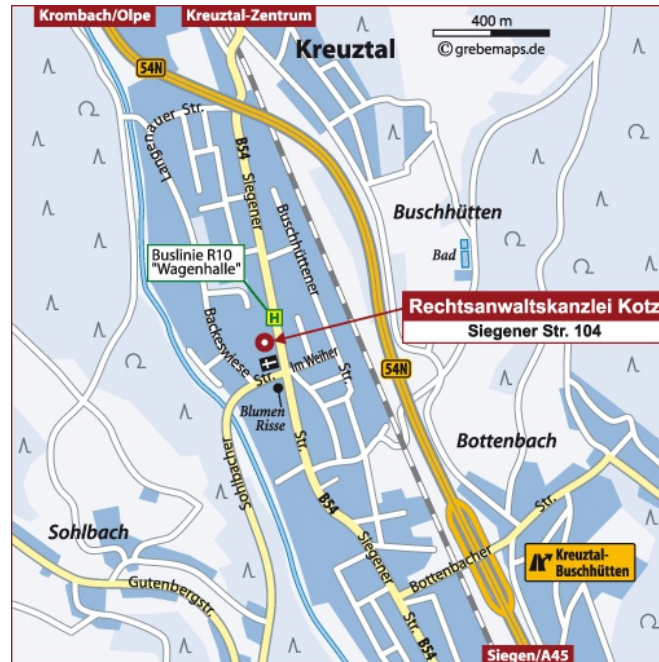 Krombach/Olpe
Kreuztal-Zentrum
400 m
© grebemaps.de
Kreuztal
54N
Langenauer Str.
B54
Siegener
Buschhüttener
Buschhütten
Bad
Buslinie R10
"Wagenhalle"
H
Rechtsanwaltskanzlei Kotz
Siegener Str. 104
Backeswiese
Str.
Im Weiher
Str.
54N
Blumen
Risse
Sohlbacher
Str.
Bottenbach
B54
Sohlbach
Siegener
Str.
Bottenbacher
Str.
Kreuztal-
Buschhütten
Gutenbergstr.
B54
Siegen/A45